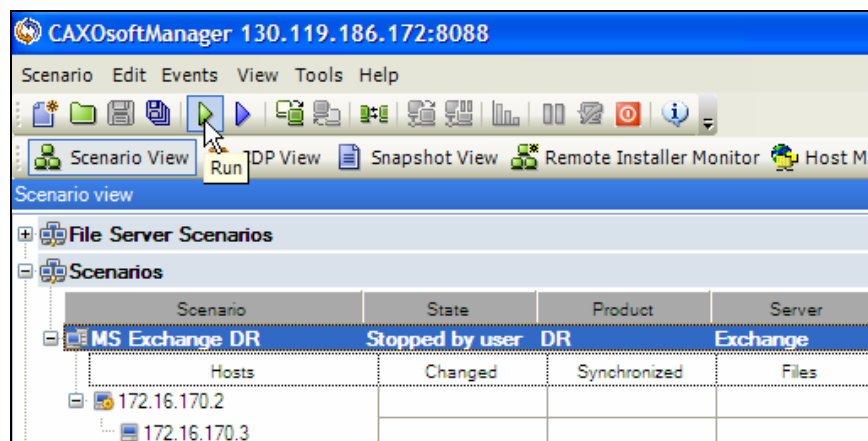 CAXOsoftManager 130.119.186.172:8088
Scenario Edit Events View Tools Help
Scenario View DP View Snapshot View Remote Installer Monitor Host M
Run
Scenario view
File Server Scenarios
Scenarios
Scenario State Product Server
MS Exchange DR Stopped by user DR Exchange
Hosts Changed Synchronized Files
172.16.170.2
172.16.170.3